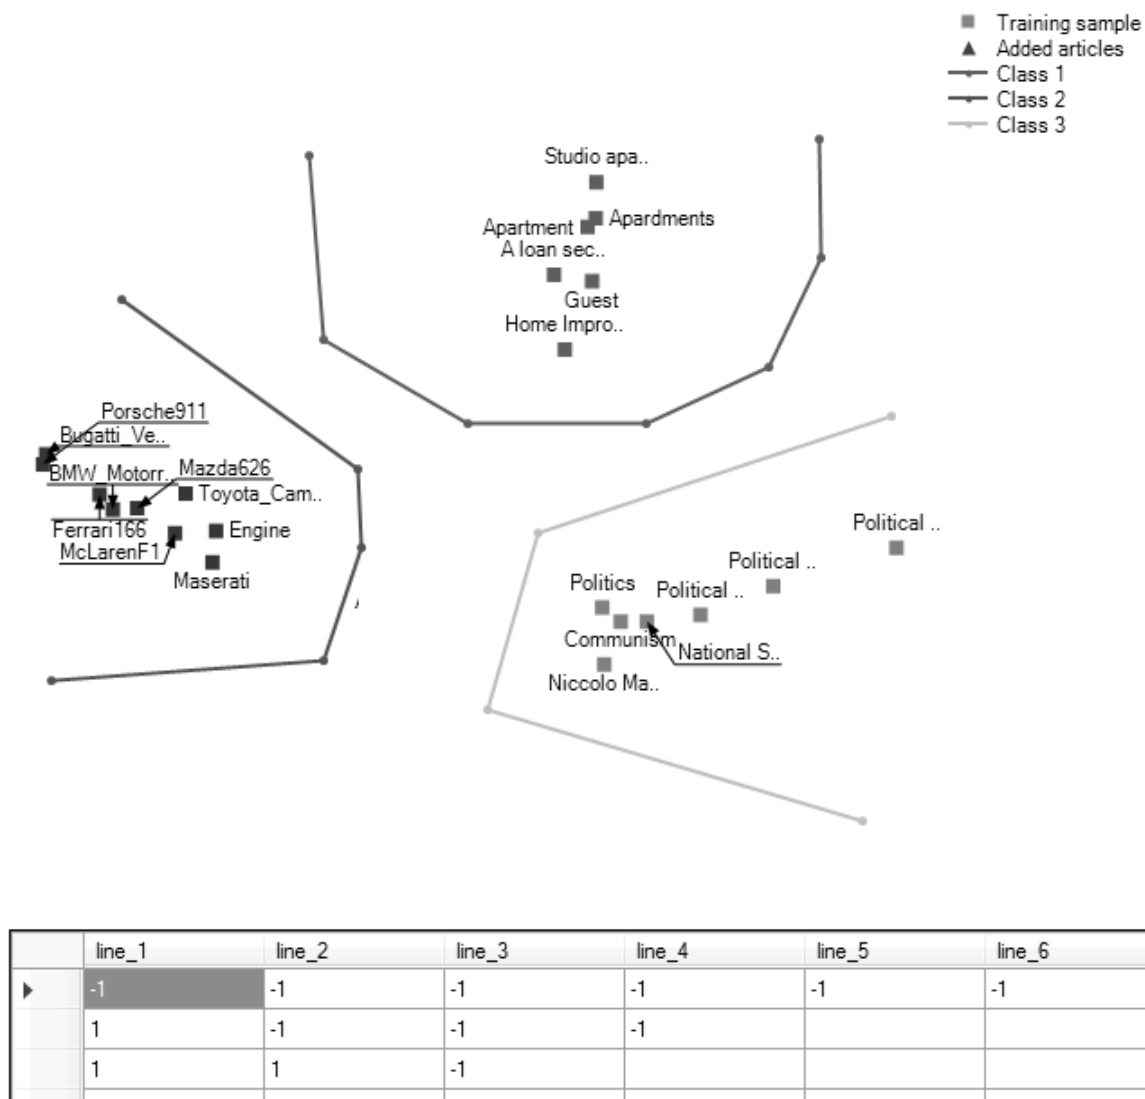 Training sample
Added articles
Class 1
Class 2
Class 3
Studio apa..
Apardments
Apartment
A loan sec..
Guest
Home Impro..
Porsche911
Bugatti_Ve..
BMW_Motorr..
Mazda626
Toyota_Cam..
Ferrari166
Engine
McLarenF1
Maserati
Political ..
Political ..
Politics
Political ..
Communism
National S..
Niccolo Ma..
line_1 line_2 line_3 line_4 line_5 line_6
-1 -1 -1 -1 -1 -1
1 -1 -1 -1
1 1 -1